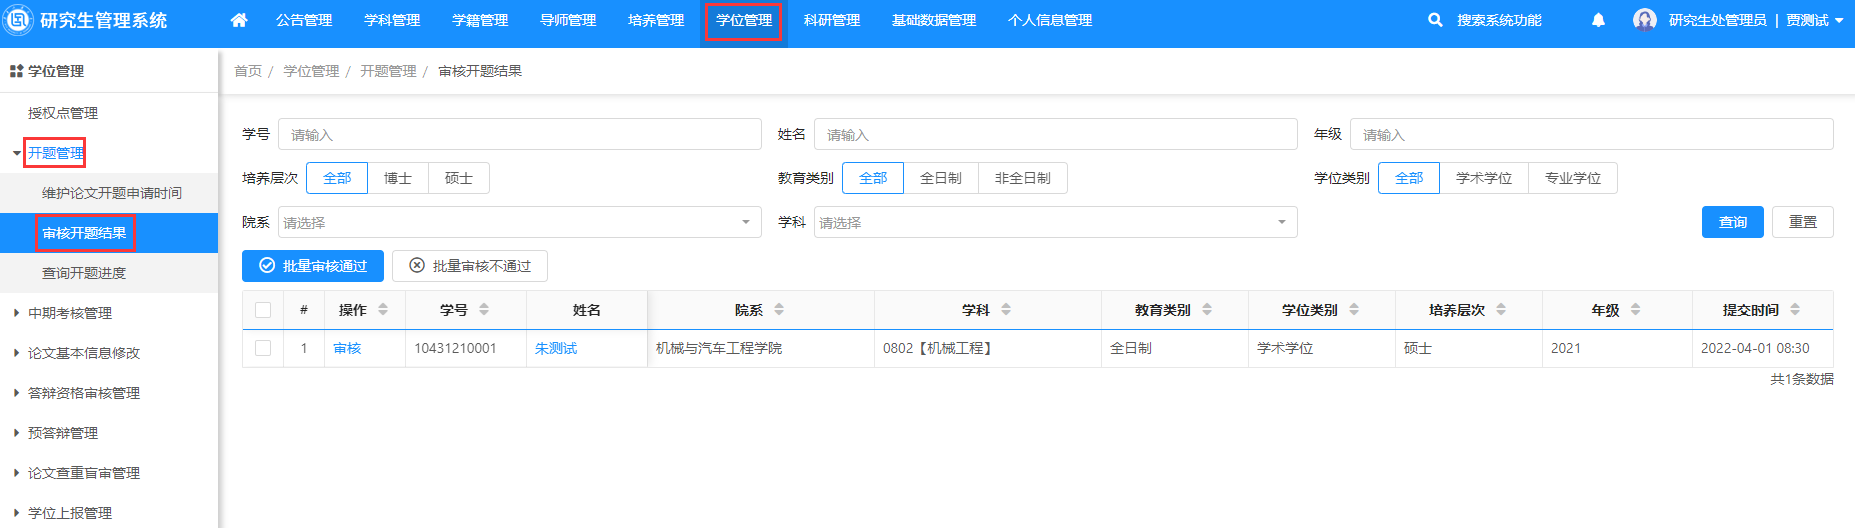 研究生管理系统 公告管理 学科管理 学籍管理 导师管理 培养管理 学位管理 科研管理 基础数据管理 个人信息管理 搜索系统功能 研究生处管理员 | 贾测试
学位管理
授权点管理
开题管理
维护论文开题申请时间
审核开题结果
查询开题进度
中期考核管理
论文基本信息修改
答辩资格审核管理
预答辩管理
论文查重盲审管理
学位上报管理
首页 / 学位管理 / 开题管理 / 审核开题结果
学号 请输入 姓名 请输入 年级 请输入
培养层次 全部 博士 硕士 教育类别 全部 全日制 非全日制 学位类别 全部 学术学位 专业学位
院系 请选择 学科 请选择 查询 重置
批量审核通过 批量审核不通过
# 操作 学号 姓名 院系 学科 教育类别 学位类别 培养层次 年级 提交时间
1 审核 10431210001 朱测试 机械与汽车工程学院 0802【机械工程】 全日制 学术学位 硕士 2021 2022-04-01 08:30
共1条数据